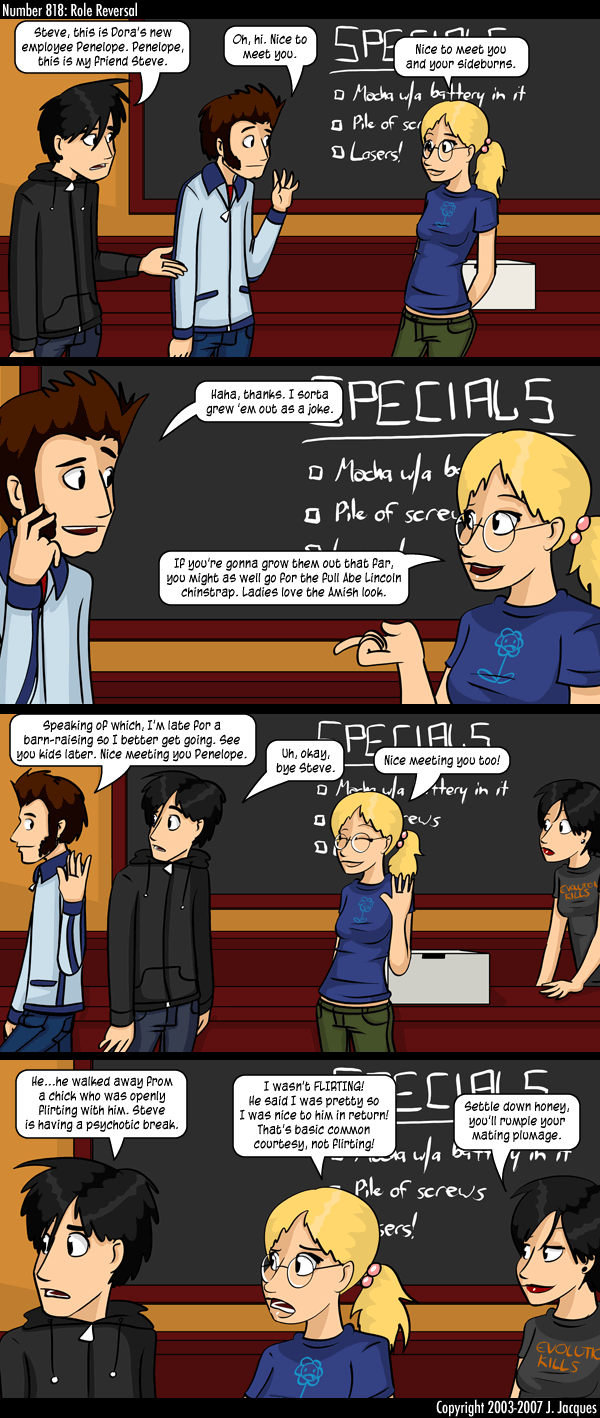 Number 818: Role Reversal
Steve, this is Dora's new
employee Penelope. Penelope,
this is my friend Steve.
Oh, hi. Nice to
meet you.
Nice to meet you
and your sideburns.
SPECIALS
Mocha w/a battery in it
Pile of scr
Losers!
Haha, thanks. I sorta
grew 'em out as a joke.
SPECIALS
Mocha w/a b
Pile of screw
If you're gonna grow them out that far,
you might as well go for the full Abe Lincoln
chinstrap. Ladies love the Amish look.
Speaking of which, I'm late for a
barn-raising so I better get going. See
you kids later. Nice meeting you Penelope.
Uh, okay,
bye Steve.
Nice meeting you too!
SPECIALS
Mocha w/a battery in it
rews
EVOLUTION
KILLS
He...he walked away from
a chick who was openly
flirting with him. Steve
is having a psychotic break.
I wasn't FLIRTING!
He said I was pretty so
I was nice to him in return!
That's basic common
courtesy, not flirting!
Settle down honey,
you'll rumple your
mating plumage.
ECIALS
Mocha w/a battery in it
Pile of screws
Losers!
EVOLUTIO
KILLS
Copyright 2003-2007 J. Jacques